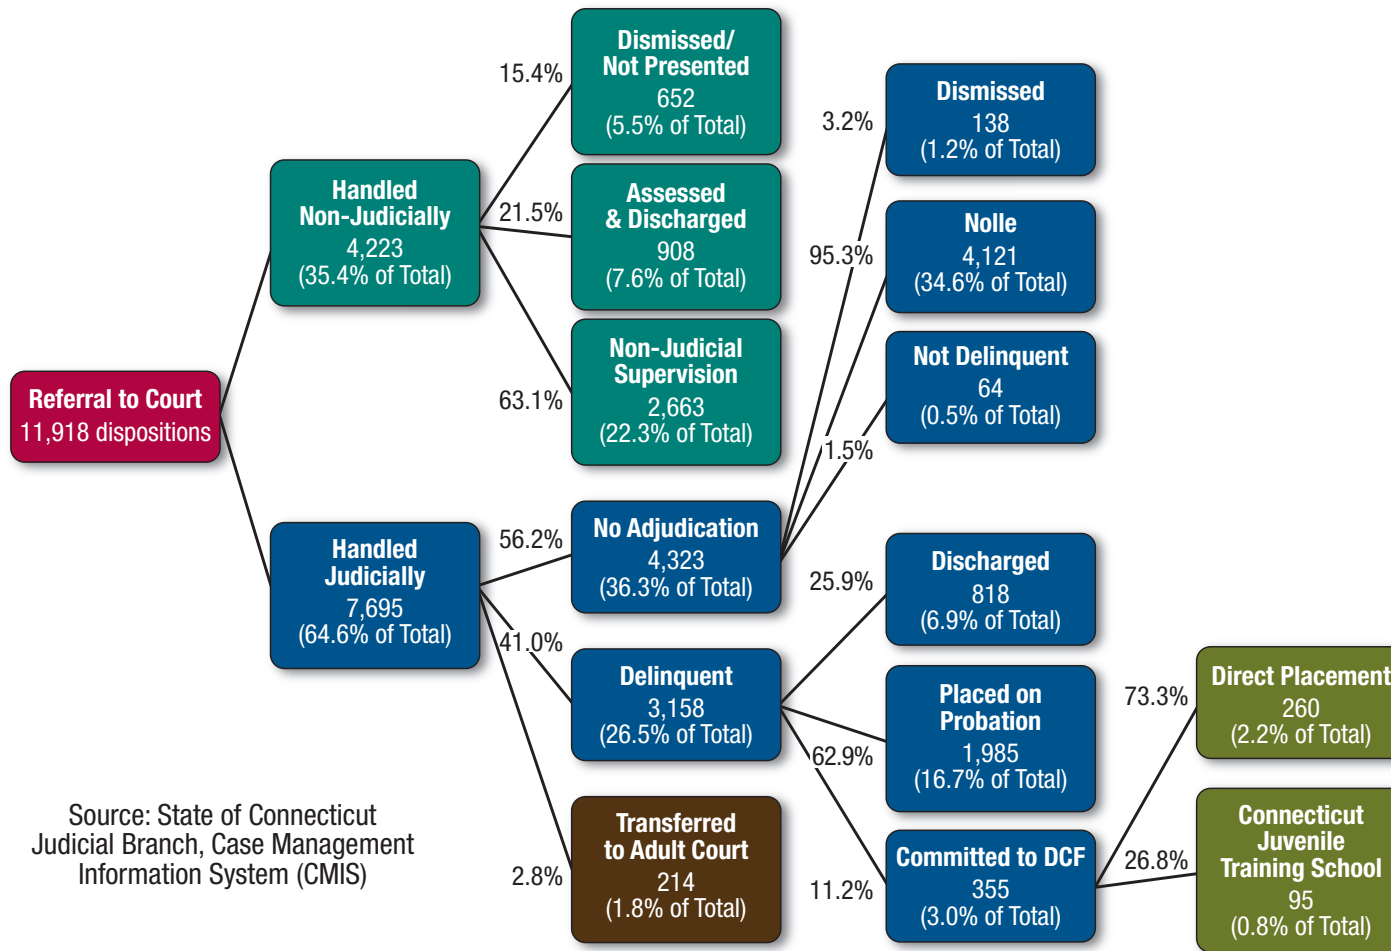 Referral to Court
11,918 dispositions
Handled
Non-Judicially
4,223
(35.4% of Total)
Handled
Judicially
7,695
(64.6% of Total)
15.4%
21.5%
63.1%
Dismissed/
Not Presented
652
(5.5% of Total)
Assessed
& Discharged
908
(7.6% of Total)
Non-Judicial
Supervision
2,663
(22.3% of Total)
56.2%
41.0%
2.8%
No Adjudication
4,323
(36.3% of Total)
Delinquent
3,158
(26.5% of Total)
Transferred
to Adult Court
214
(1.8% of Total)
3.2%
95.3%
1.5%
Dismissed
138
(1.2% of Total)
Nolle
4,121
(34.6% of Total)
Not Delinquent
64
(0.5% of Total)
25.9%
62.9%
11.2%
Discharged
818
(6.9% of Total)
Placed on
Probation
1,985
(16.7% of Total)
Committed to DCF
355
(3.0% of Total)
73.3%
26.8%
Direct Placement
260
(2.2% of Total)
Connecticut
Juvenile
Training School
95
(0.8% of Total)
Source: State of Connecticut
Judicial Branch, Case Management
Information System (CMIS)